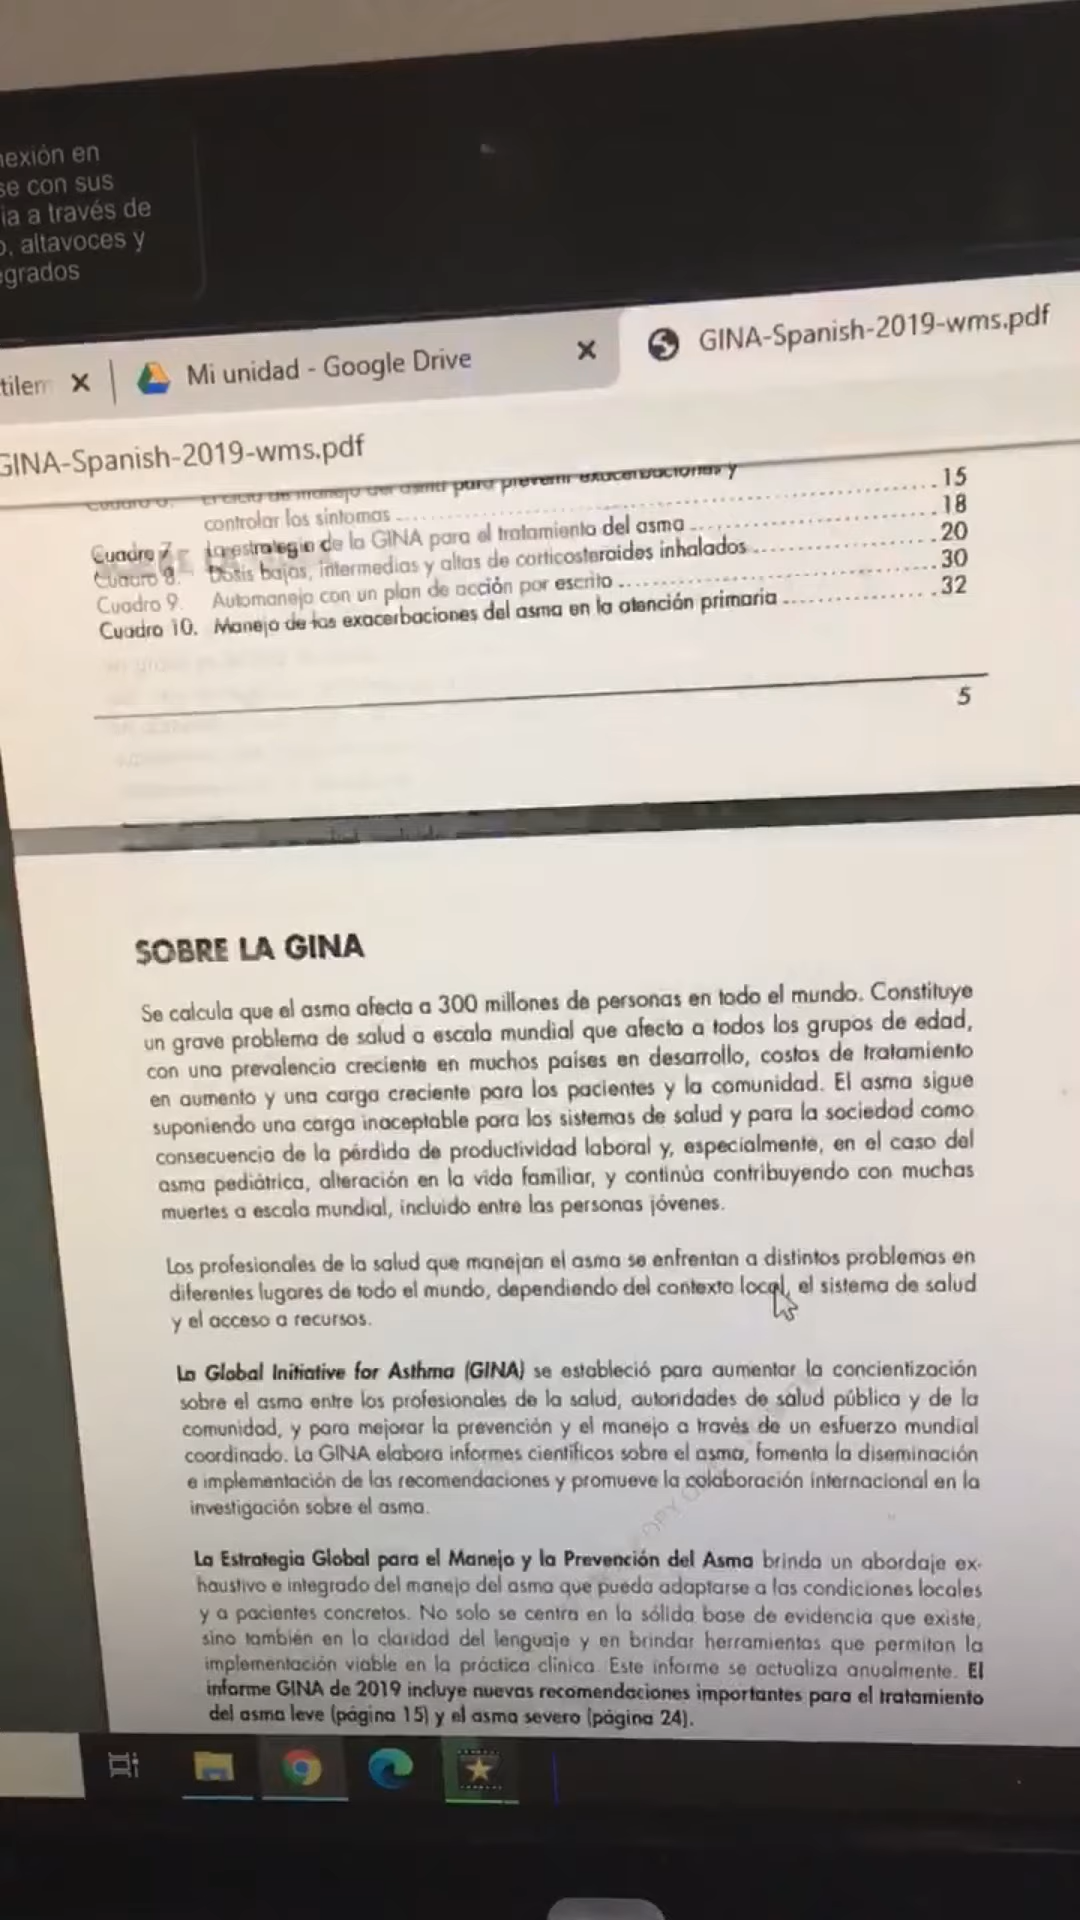 nexión en
se con sus
ia a través de
o, altavoces y
egrados
tilem
Mi unidad - Google Drive
GINA-Spanish-2019-wms.pdf
GINA-Spanish-2019-wms.pdf
del asma para prevenir exacerbaciones y
controlar los síntomas 15
Cuadro 7. La estrategia de la GINA para el tratamiento del asma 18
Cuadro 8. Dosis bajas, intermedias y altas de corticosteroides inhalados 20
Cuadro 9. Automanejo con un plan de acción por escrito 30
Cuadro 10. Manejo de las exacerbaciones del asma en la atención primaria 32
5
SOBRE LA GINA
Se calcula que el asma afecta a 300 millones de personas en todo el mundo. Constituye
un grave problema de salud a escala mundial que afecta a todos los grupos de edad,
con una prevalencia creciente en muchos países en desarrollo, costos de tratamiento
en aumento y una carga creciente para los pacientes y la comunidad. El asma sigue
suponiendo una carga inaceptable para los sistemas de salud y para la sociedad como
consecuencia de la pérdida de productividad laboral y, especialmente, en el caso del
asma pediátrica, alteración en la vida familiar, y continúa contribuyendo con muchas
muertes a escala mundial, incluido entre las personas jóvenes.
Los profesionales de la salud que manejan el asma se enfrentan a distintos problemas en
diferentes lugares de todo el mundo, dependiendo del contexto local, el sistema de salud
y el acceso a recursos.
La Global Initiative for Asthma (GINA) se estableció para aumentar la concientización
sobre el asma entre los profesionales de la salud, autoridades de salud pública y de la
comunidad, y para mejorar la prevención y el manejo a través de un esfuerzo mundial
coordinado. La GINA elabora informes científicos sobre el asma, fomenta la diseminación
e implementación de las recomendaciones y promueve la colaboración internacional en la
investigación sobre el asma.
La Estrategia Global para el Manejo y la Prevención del Asma brinda un abordaje ex-
haustivo e integrado del manejo del asma que puede adaptarse a las condiciones locales
y a pacientes concretos. No solo se centra en la sólida base de evidencia que existe,
sino también en la claridad del lenguaje y en brindar herramientas que permitan la
implementación viable en la práctica clínica. Este informe se actualiza anualmente. El
informe GINA de 2019 incluye nuevas recomendaciones importantes para el tratamiento
del asma leve (página 15) y el asma severo (página 24).